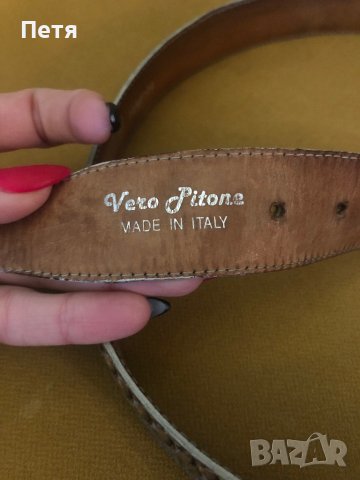 Петя
Vero Pitone
MADE IN ITALY
BAZAR